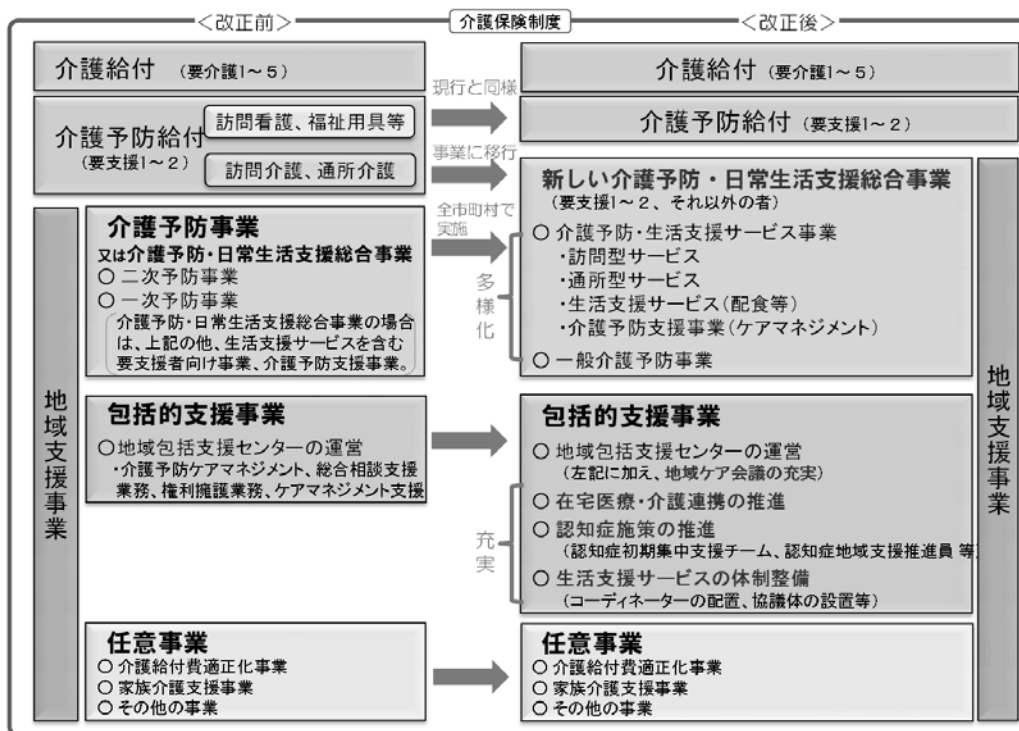 介護保険制度
＜改正前＞
介護給付 （要介護1～5）
介護予防給付
（要支援1～2）
訪問看護、福祉用具等
訪問介護、通所介護
地域支援事業
介護予防事業
又は介護予防・日常生活支援総合事業
○ 二次予防事業
○ 一次予防事業
介護予防・日常生活支援総合事業の場合
は、上記の他、生活支援サービスを含む
要支援者向け事業、介護予防支援事業。
包括的支援事業
○地域包括支援センターの運営
・介護予防ケアマネジメント、総合相談支援
業務、権利擁護業務、ケアマネジメント支援
任意事業
○ 介護給付費適正化事業
○ 家族介護支援事業
○ その他の事業
現行と同様
事業に移行
全市町村で
実施
多様化
充実
＜改正後＞
介護給付 （要介護1～5）
介護予防給付（要支援1～2）
新しい介護予防・日常生活支援総合事業
（要支援1～2、それ以外の者）
○ 介護予防・生活支援サービス事業
・訪問型サービス
・通所型サービス
・生活支援サービス（配食等）
・介護予防支援事業（ケアマネジメント）
○ 一般介護予防事業
包括的支援事業
○ 地域包括支援センターの運営
（左記に加え、地域ケア会議の充実）
○ 在宅医療・介護連携の推進
○ 認知症施策の推進
（認知症初期集中支援チーム、認知症地域支援推進員 等）
○ 生活支援サービスの体制整備
（コーディネーターの配置、協議体の設置等）
任意事業
○ 介護給付費適正化事業
○ 家族介護支援事業
○ その他の事業
地域支援事業